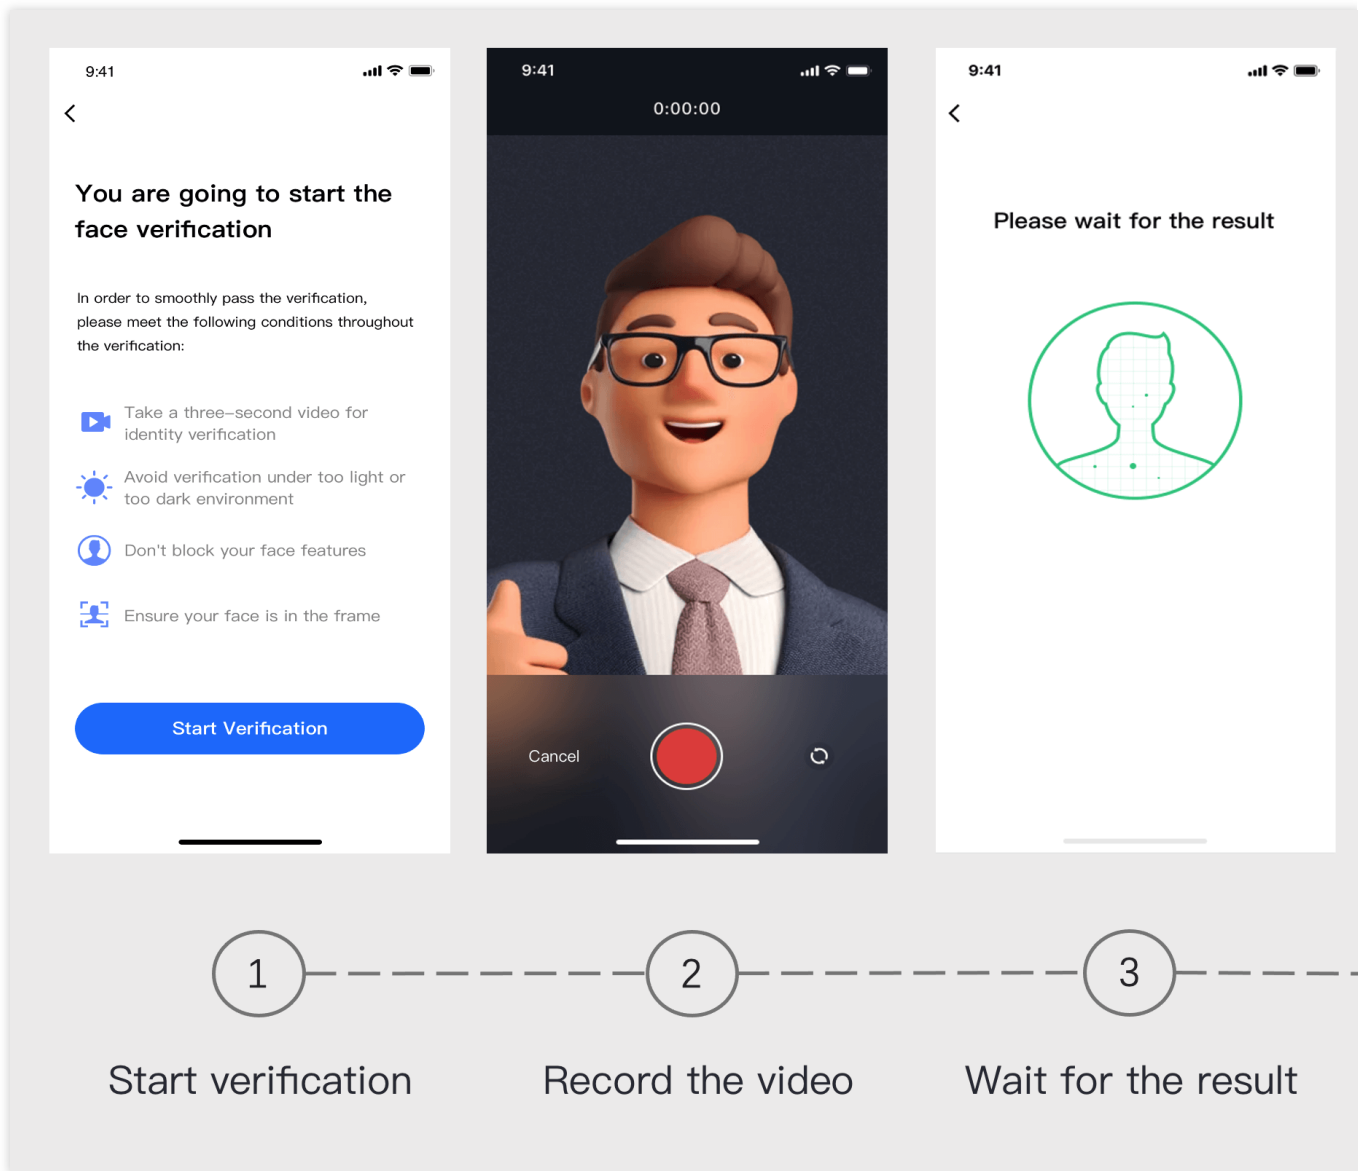 9:41
You are going to start the
face verification
In order to smoothly pass the verification,
please meet the following conditions throughout
the verification:
Take a three-second video for
identity verification
Avoid verification under too light or
too dark environment
Don't block your face features
Ensure your face is in the frame
Start Verification
9:41
0:00:00
Cancel
9:41
Please wait for the result
1
2
3
Start verification
Record the video
Wait for the result